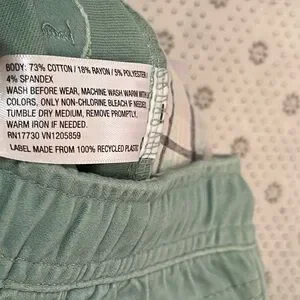 BODY: 73% COTTON / 18% RAYON / 5% POLYESTER /
4% SPANDEX
WASH BEFORE WEAR, MACHINE WASH WARM WITH
COLORS, ONLY NON-CHLORINE BLEACH IF NEEDED.
TUMBLE DRY MEDIUM, REMOVE PROMPTLY,
WARM IRON IF NEEDED.
RN17730 VN1205859
LABEL MADE FROM 100% RECYCLED PLASTIC